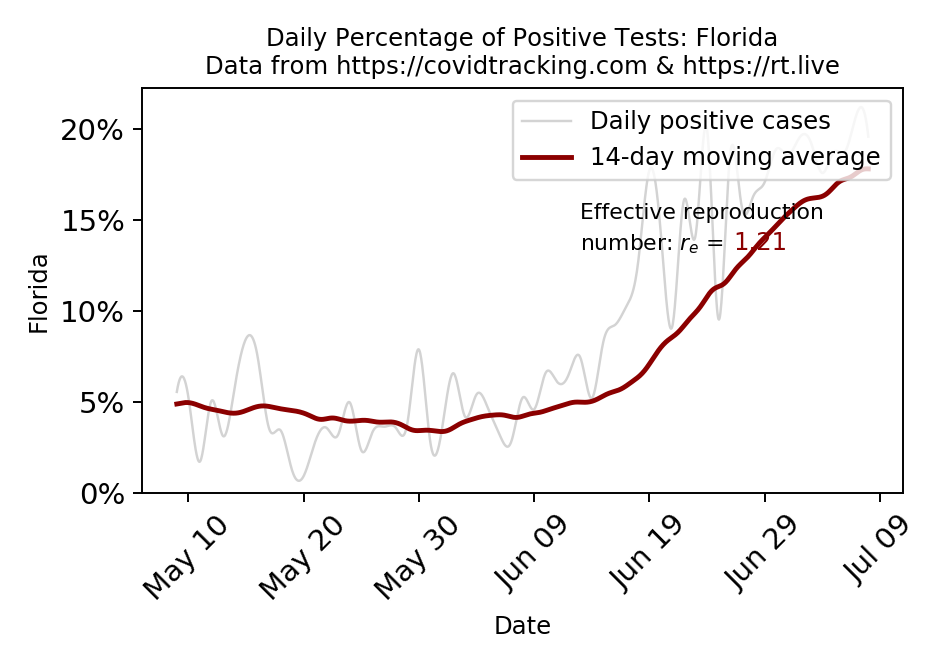 Daily Percentage of Positive Tests: Florida
Data from https://covidtracking.com & https://rt.live
Daily positive cases
14-day moving average
Effective reproduction
number: rₑ = 1.21
20%
15%
10%
5%
0%
Florida
May 10
May 20
May 30
Jun 09
Jun 19
Jun 29
Jul 09
Date